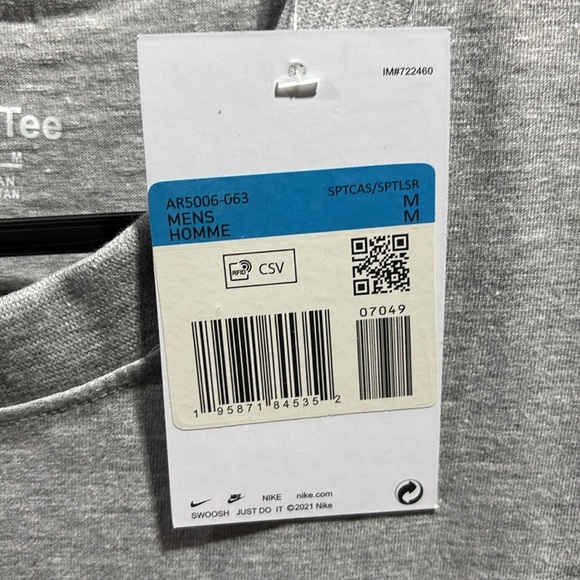 Tee
M
IM#722460
AR5006-063
SPTCAS/SPTLSR
MENS
M
HOMME
M
RFID
CSV
07049
1 95871 84535 2
NIKE nike.com
SWOOSH JUST DO IT ©2021 Nike